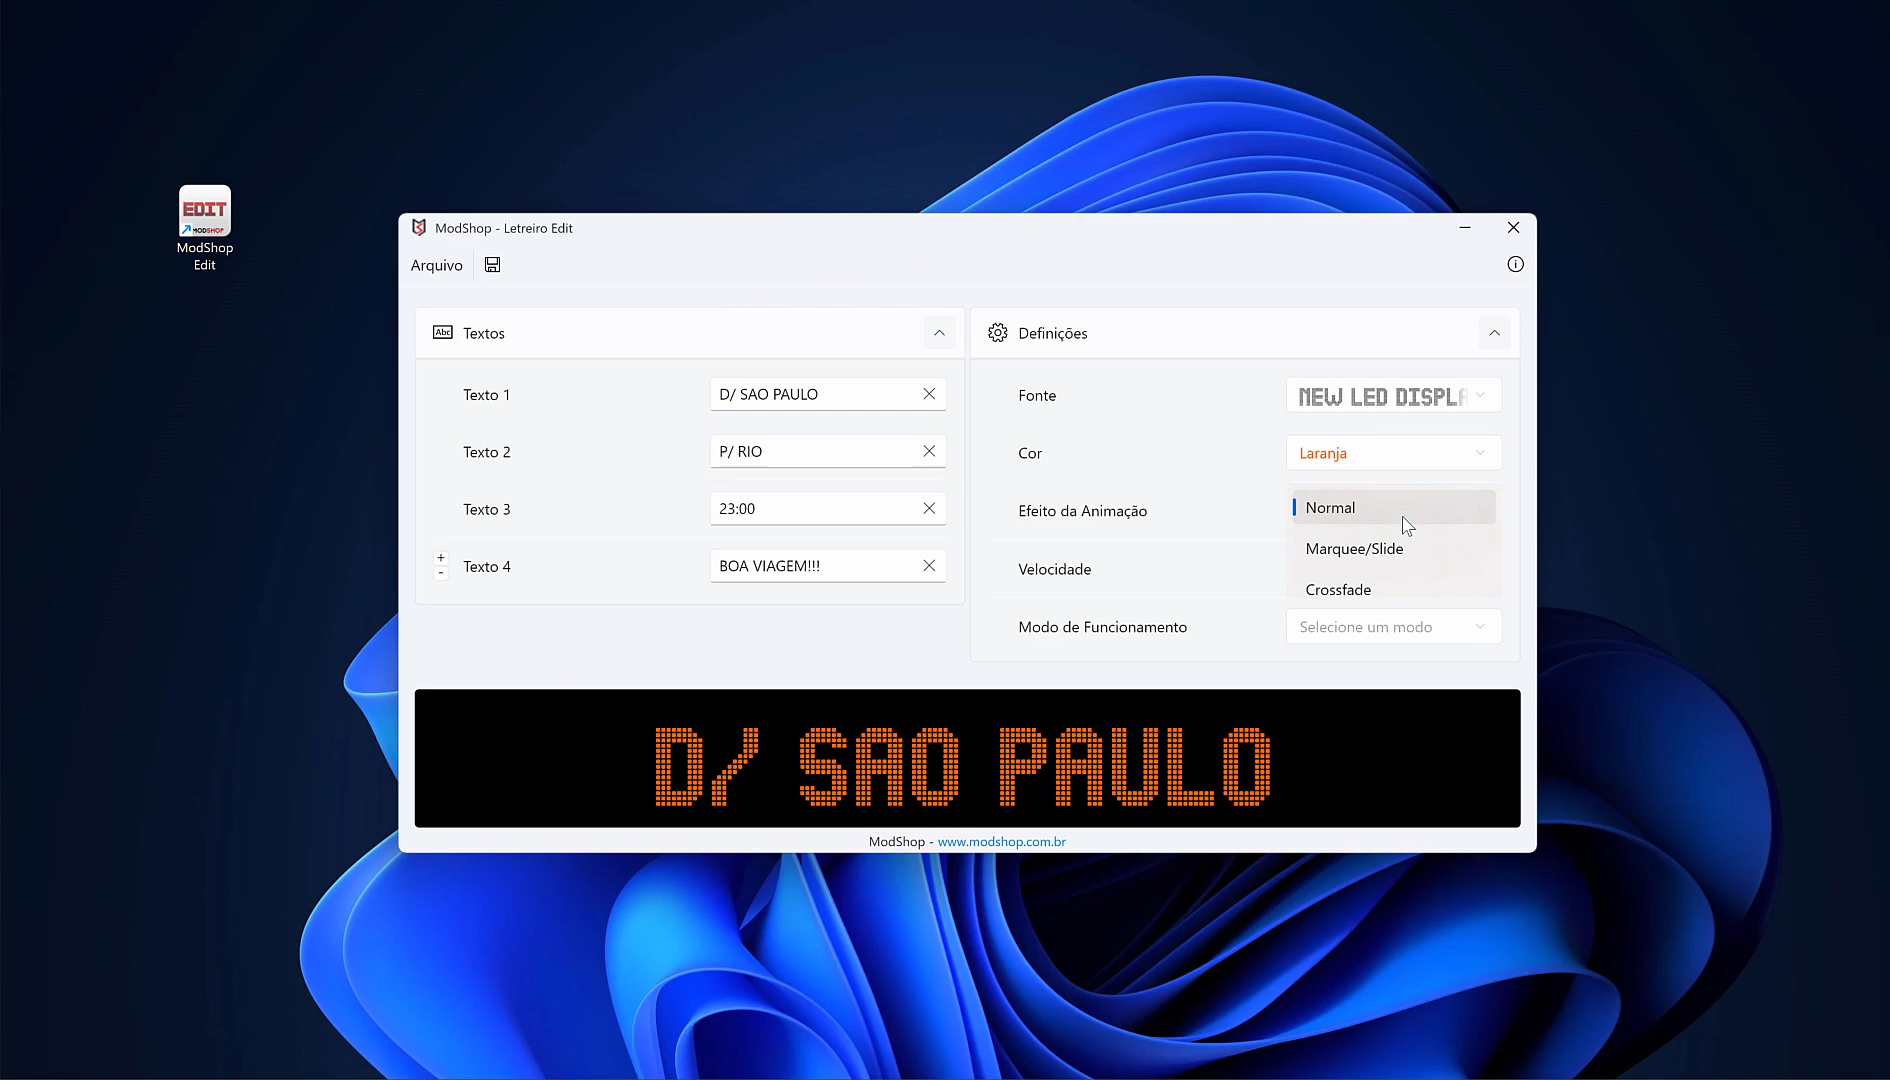 EDIT
MODSHOP
ModShop
Edit
ModShop - Letreiro Edit
Arquivo
Abc Textos
Texto 1 D/ SAO PAULO
Texto 2 P/ RIO
Texto 3 23:00
+
-
Texto 4 BOA VIAGEM!!!
Definições
Fonte NEW LED DISPLA
Cor Laranja
Efeito da Animação Normal
Marquee/Slide
Velocidade
Crossfade
Modo de Funcionamento Selecione um modo
D/ SAO PAULO
ModShop - www.modshop.com.br